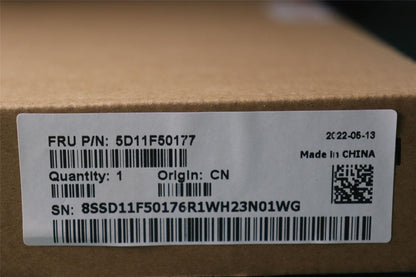 FRU P/N: 5D11F50177
2022-05-13
Made in CHINA
Quantity: 1 Origin: CN
SN: 8SSD11F50176R1WH23N01WG